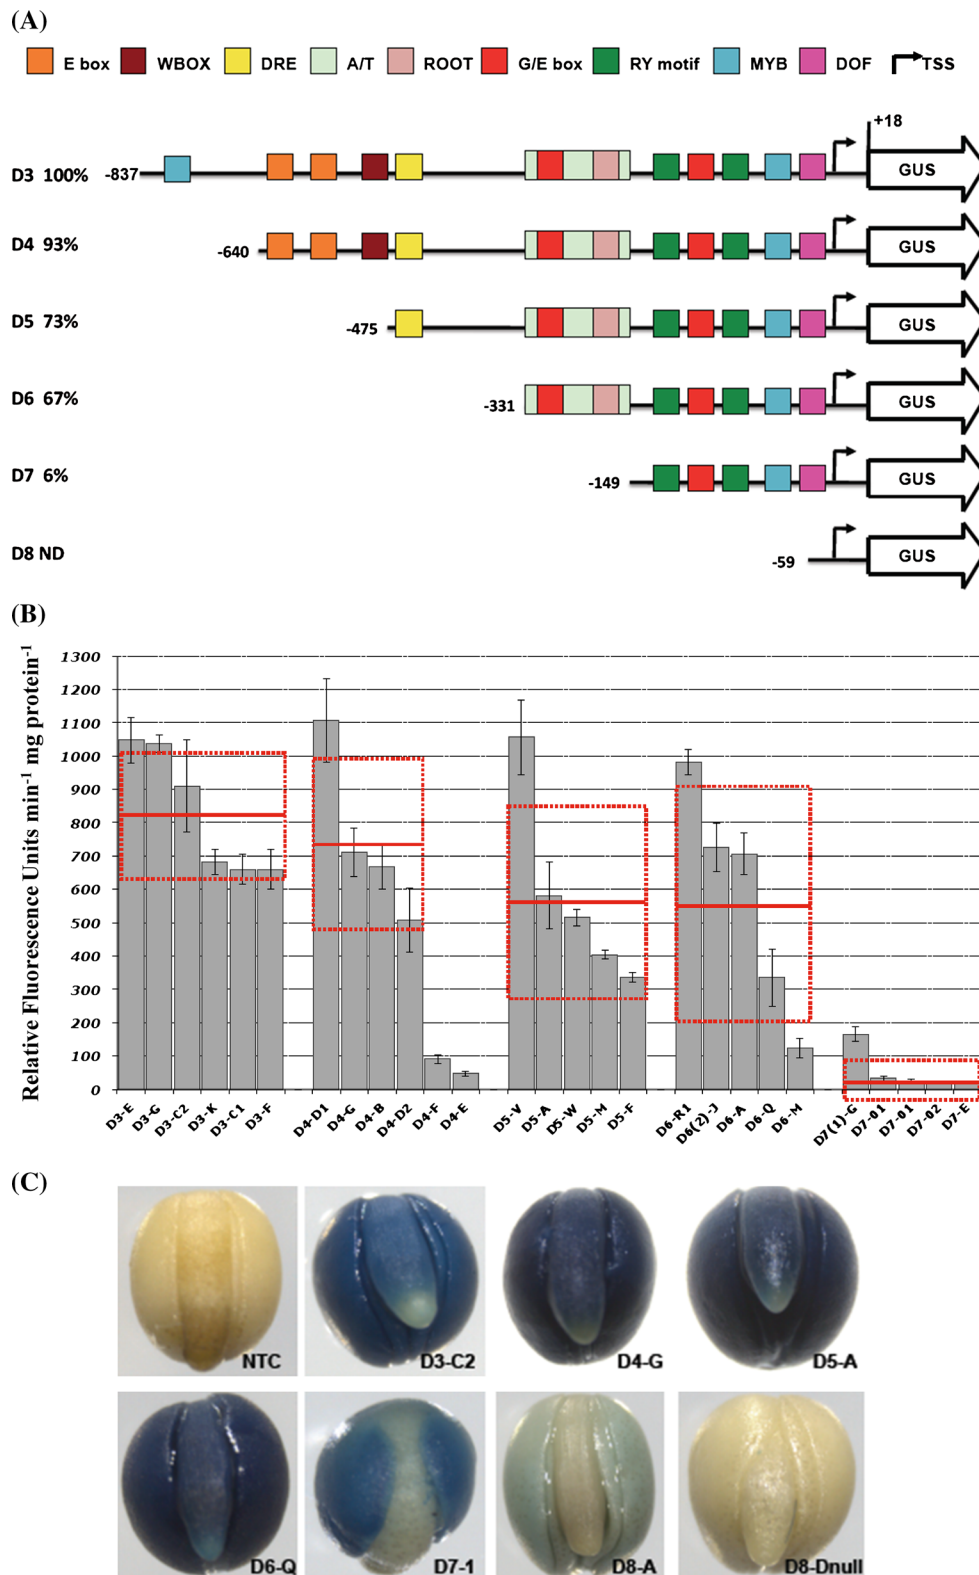 (A)
E box WBOX DRE A/T ROOT G/E box RY motif MYB DOF TSS
+18
D3 100% -837 GUS
D4 93% -640 GUS
D5 73% -475 GUS
D6 67% -331 GUS
D7 6% -149 GUS
D8 ND -59 GUS
(B)
Relative Fluorescence Units min-1 mg protein-1
1300
1200
1100
1000
900
800
700
600
500
400
300
200
100
0
D3-E D3-G D3-C2 D3-K D3-C1 D3-F D4-D1 D4-G D4-B D4-D2 D4-F D4-E D5-V D5-A D5-W D5-M D5-F D6-R1 D6(2)-J D6-A D6-Q D6-M D7(1)-G D7-01 D7-01 D7-02 D7-E
(C)
NTC D3-C2 D4-G D5-A
D6-Q D7-1 D8-A D8-Dnull